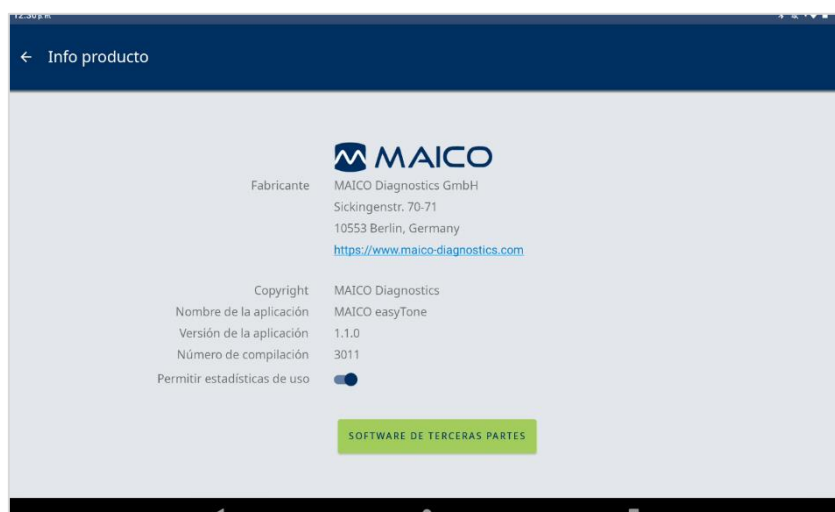 12:30 p.m.
Info producto
MAICO
Fabricante MAICO Diagnostics GmbH
Sickingenstr. 70-71
10553 Berlin, Germany
https://www.maico-diagnostics.com
Copyright MAICO Diagnostics
Nombre de la aplicación MAICO easyTone
Versión de la aplicación 1.1.0
Número de compilación 3011
Permitir estadísticas de uso
SOFTWARE DE TERCERAS PARTES